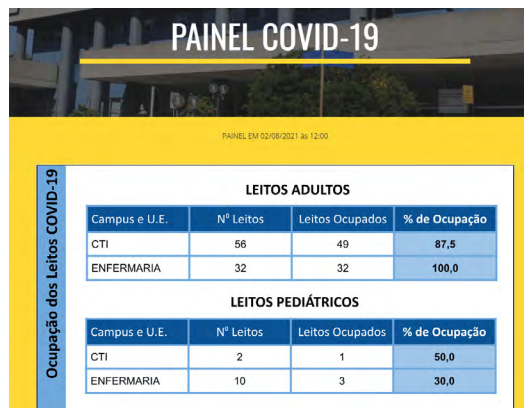 PAINEL COVID-19
PAINEL EM 02/08/2021 às 12:00
Ocupação dos Leitos COVID-19
LEITOS ADULTOS
Campus e U.E. Nº Leitos Leitos Ocupados % de Ocupação
CTI 56 49 87,5
ENFERMARIA 32 32 100,0
LEITOS PEDIÁTRICOS
Campus e U.E. Nº Leitos Leitos Ocupados % de Ocupação
CTI 2 1 50,0
ENFERMARIA 10 3 30,0